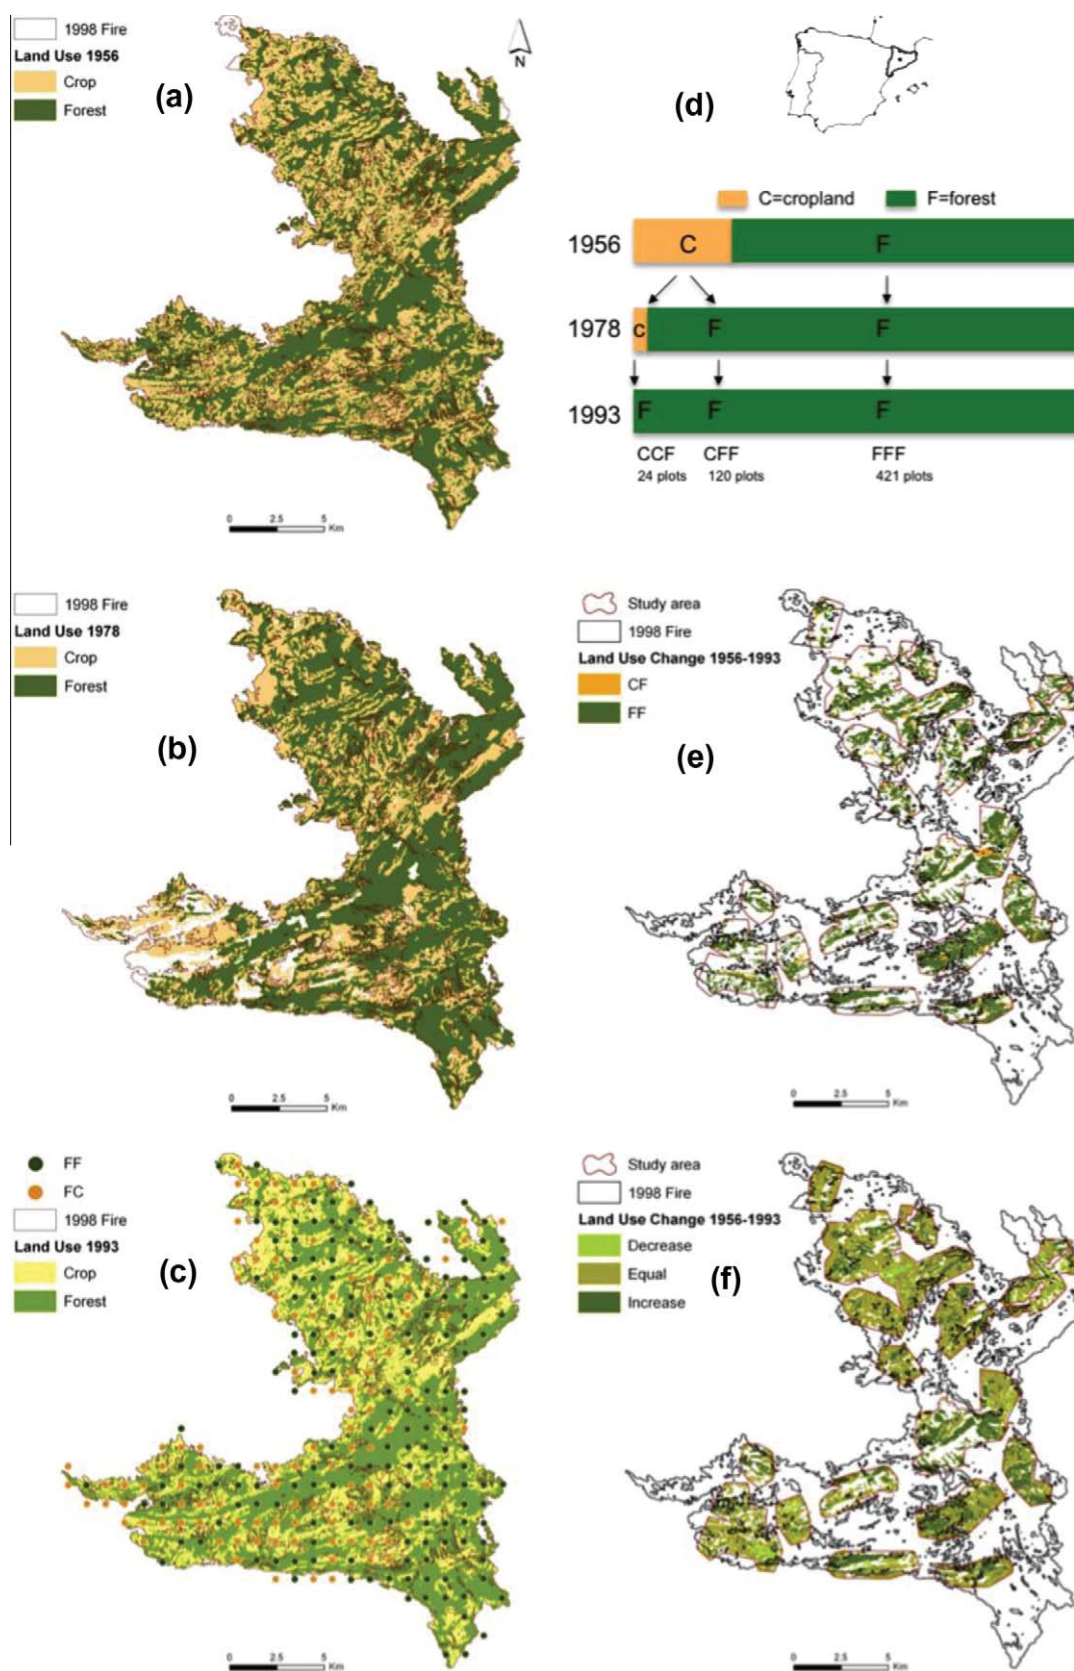 1998 Fire
Land Use 1956
Crop
Forest
(a)
N
0 2.5 5
Km
(d)
C=cropland F=forest
1956 C F
1978 c F F
1993 F F F
CCF CFF FFF
24 plots 120 plots 421 plots
1998 Fire
Land Use 1978
Crop
Forest
(b)
0 2.5 5
Km
Study area
1998 Fire
Land Use Change 1956-1993
CF
FF
(e)
0 2.5 5
Km
FF
FC
1998 Fire
Land Use 1993
Crop
Forest
(c)
0 2.5 5
Km
Study area
1998 Fire
Land Use Change 1956-1993
Decrease
Equal
Increase
(f)
0 2.5 5
Km